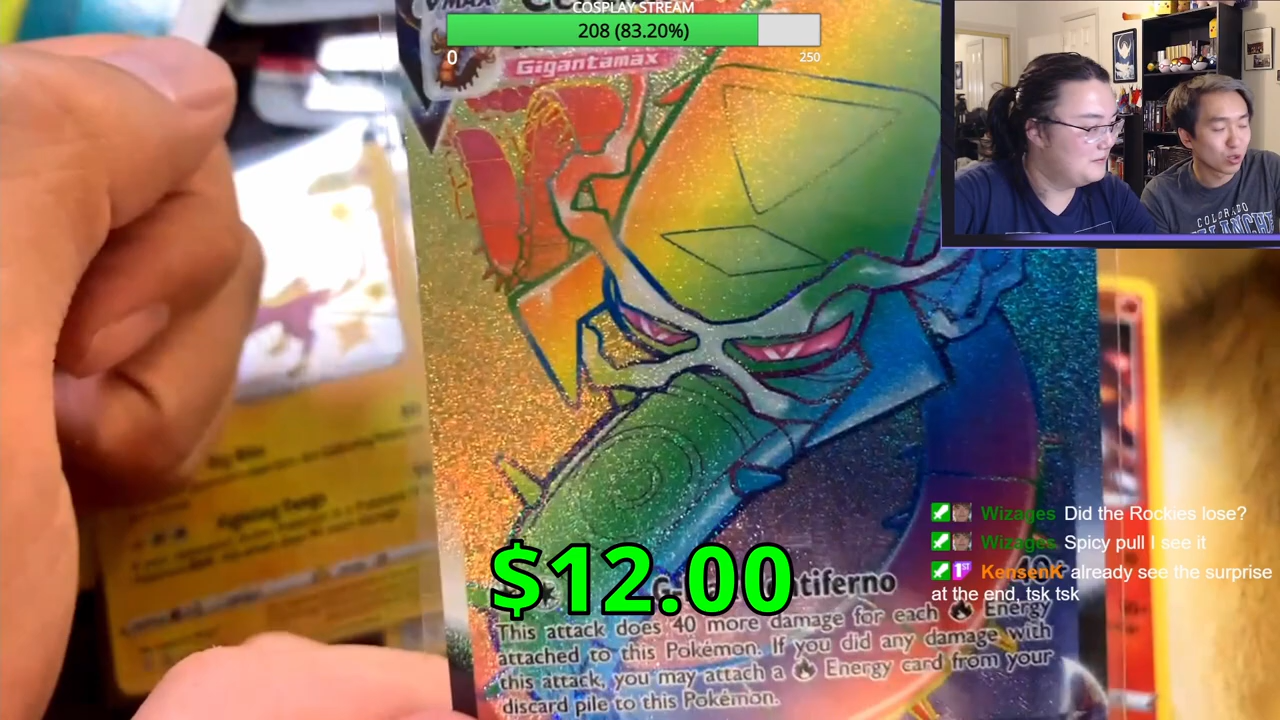 COSPLAY STREAM
208 (83.20%)
0
250
VMAX
Gigantamax
COLORADO
$12.00
40+
This attack does 40 more damage for each Energy
attached to this Pokémon. If you did any damage with
this attack, you may attach a Energy card from your
discard pile to this Pokémon.
Wizages Did the Rockies lose?
Wizages Spicy pull I see it
1ST KensenK already see the surprise
at the end, tsk tsk